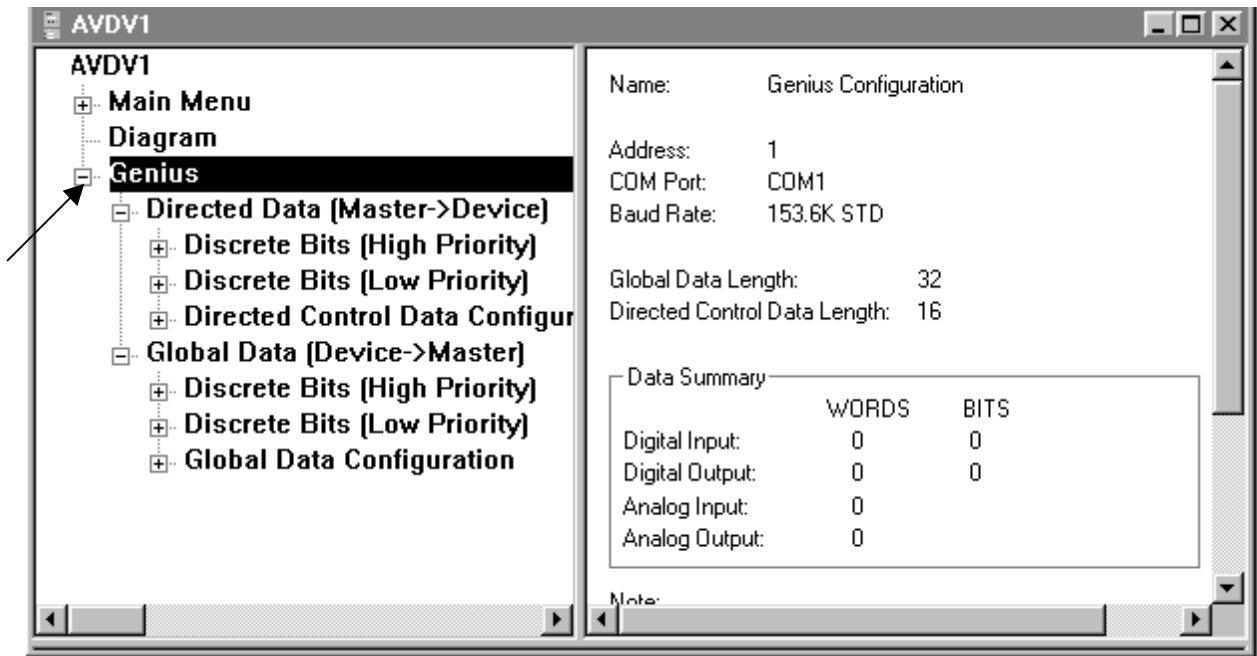 AVDV1
AVDV1
Main Menu
Diagram
Genius
Directed Data (Master->Device)
Discrete Bits (High Priority)
Discrete Bits (Low Priority)
Directed Control Data Configur
Global Data (Device->Master)
Discrete Bits (High Priority)
Discrete Bits (Low Priority)
Global Data Configuration
Name: Genius Configuration
Address: 1
COM Port: COM1
Baud Rate: 153.6K STD
Global Data Length: 32
Directed Control Data Length: 16
Data Summary
WORDS BITS
Digital Input: 0 0
Digital Output: 0 0
Analog Input: 0
Analog Output: 0
Note: